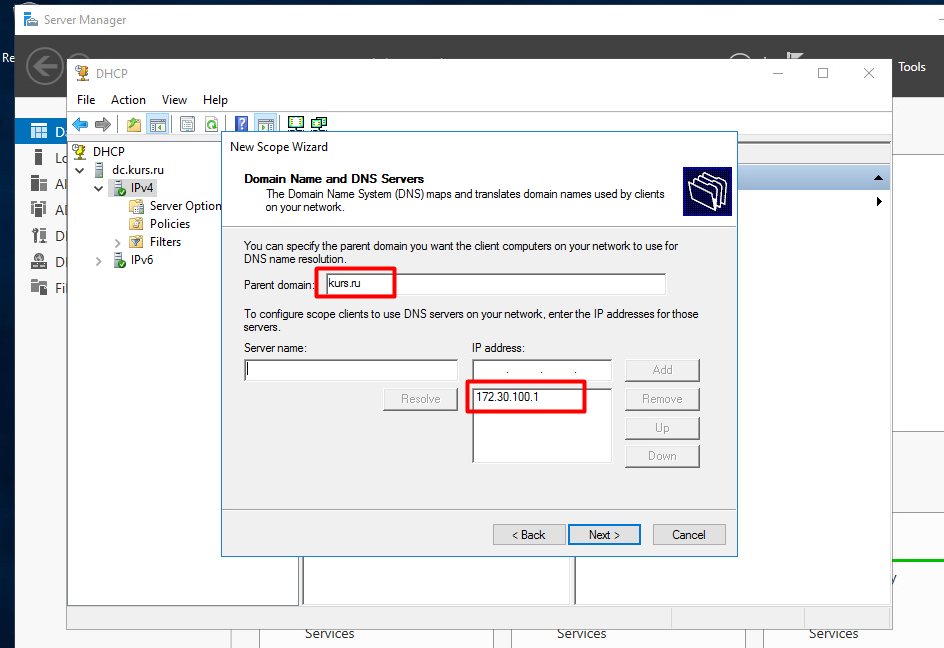 Server Manager
Re
Tools
DHCP
File Action View Help
DHCP
dc.kurs.ru
IPv4
Server Option
Policies
Filters
IPv6
New Scope Wizard
Domain Name and DNS Servers
The Domain Name System (DNS) maps and translates domain names used by clients
on your network.
You can specify the parent domain you want the client computers on your network to use for
DNS name resolution.
Parent domain: kurs.ru
To configure scope clients to use DNS servers on your network, enter the IP addresses for those
servers.
Server name:
IP address:
. . .
Add
Resolve
172.30.100.1
Remove
Up
Down
< Back
Next >
Cancel
Services
Services
Services